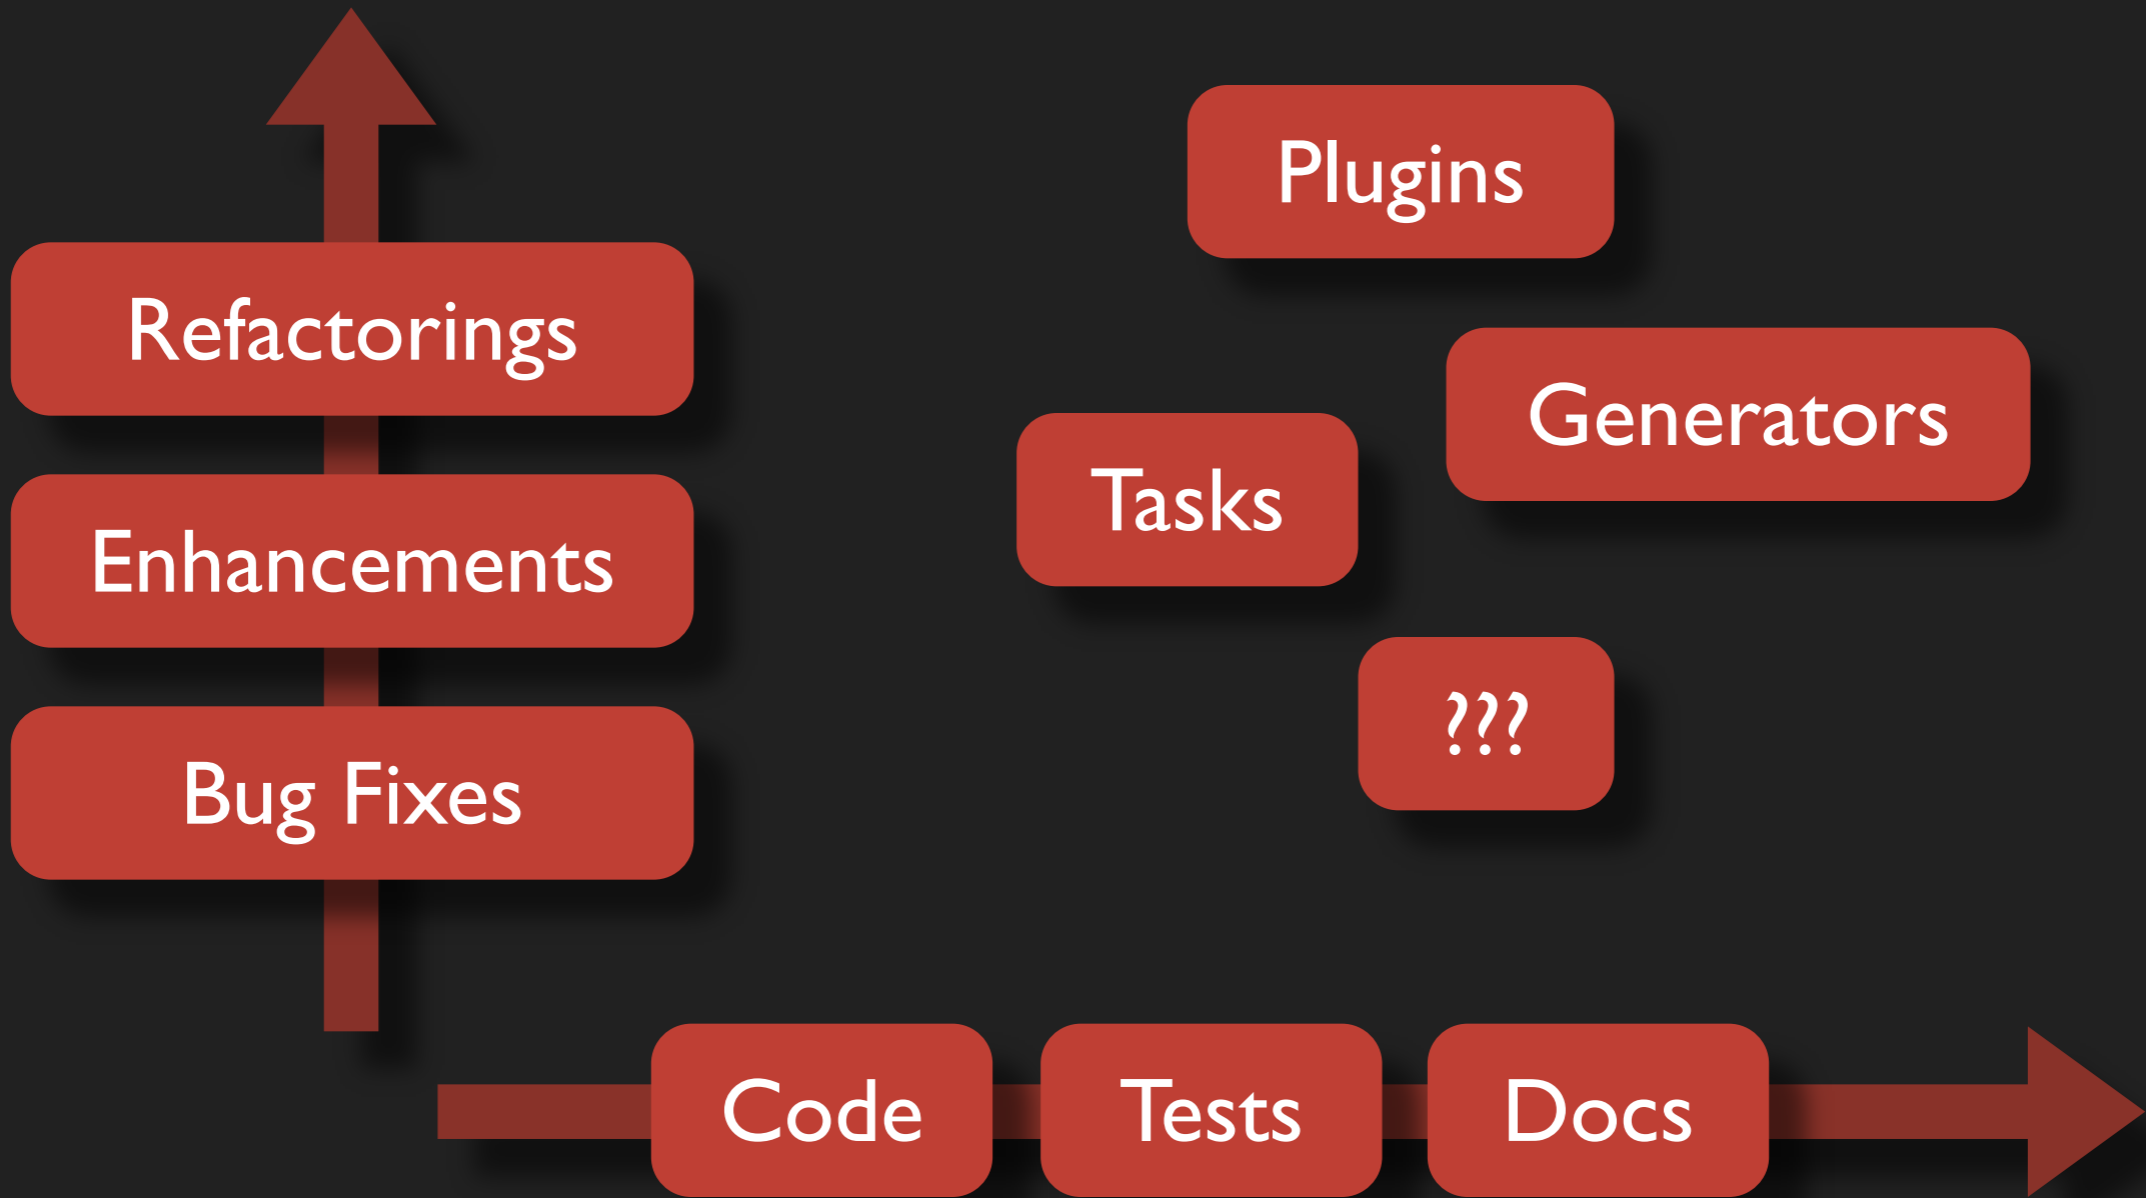 Plugins
Refactorings
Generators
Tasks
Enhancements
???
Bug Fixes
Code
Tests
Docs